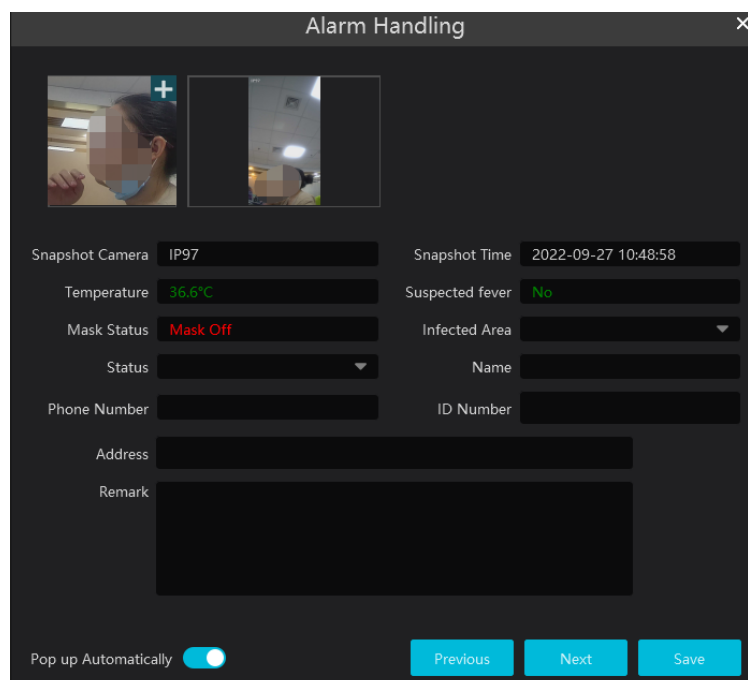 Alarm Handling
Snapshot Camera IP97 Snapshot Time 2022-09-27 10:48:58
Temperature 36.6°C Suspected fever No
Mask Status Mask Off Infected Area
Status Name
Phone Number ID Number
Address
Remark
Pop up Automatically Previous Next Save